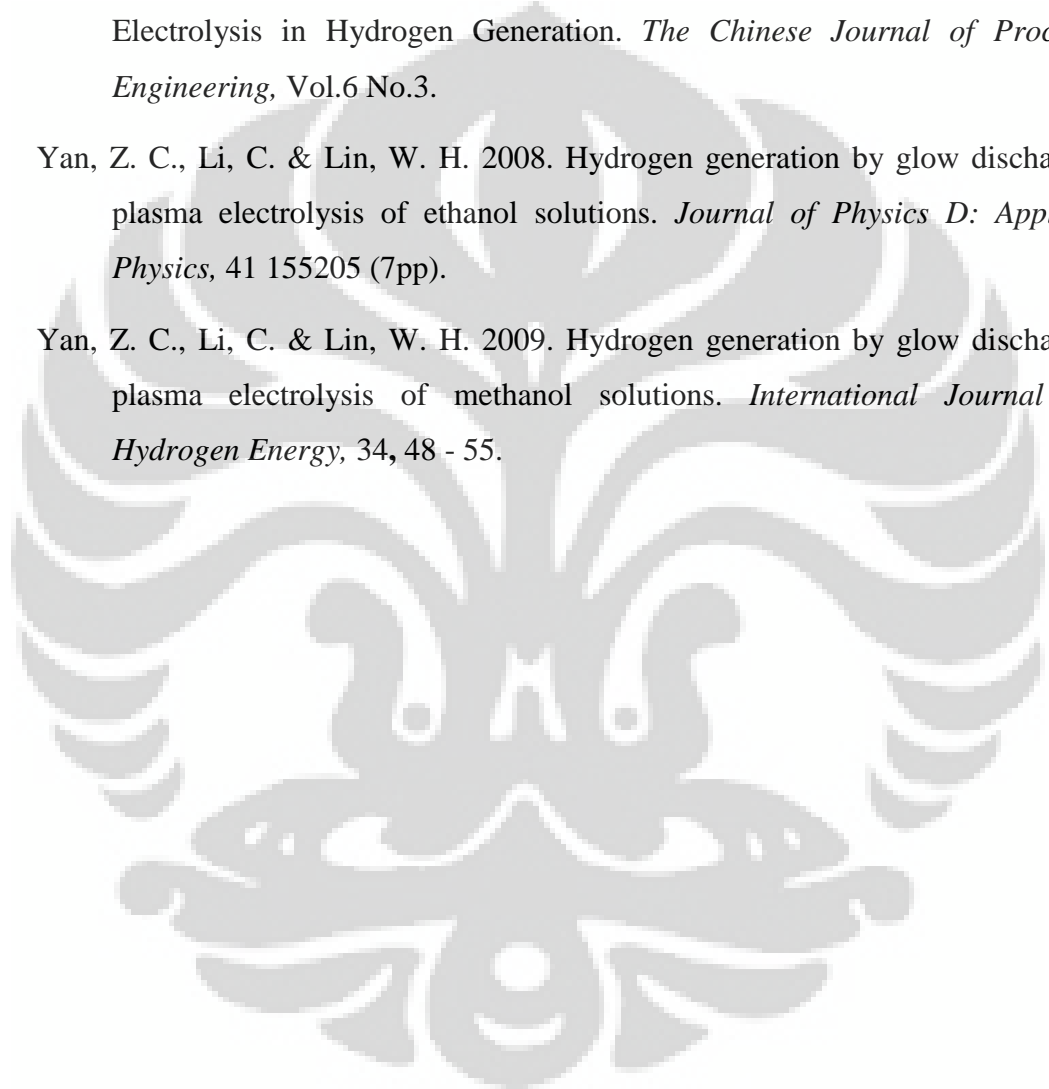 Electrolysis in Hydrogen Generation. The Chinese Journal of Proc
Engineering, Vol.6 No.3.
Yan, Z. C., Li, C. & Lin, W. H. 2008. Hydrogen generation by glow discha
plasma electrolysis of ethanol solutions. Journal of Physics D: App
Physics, 41 155205 (7pp).
Yan, Z. C., Li, C. & Lin, W. H. 2009. Hydrogen generation by glow discha
plasma electrolysis of methanol solutions. International Journal
Hydrogen Energy, 34, 48 - 55.